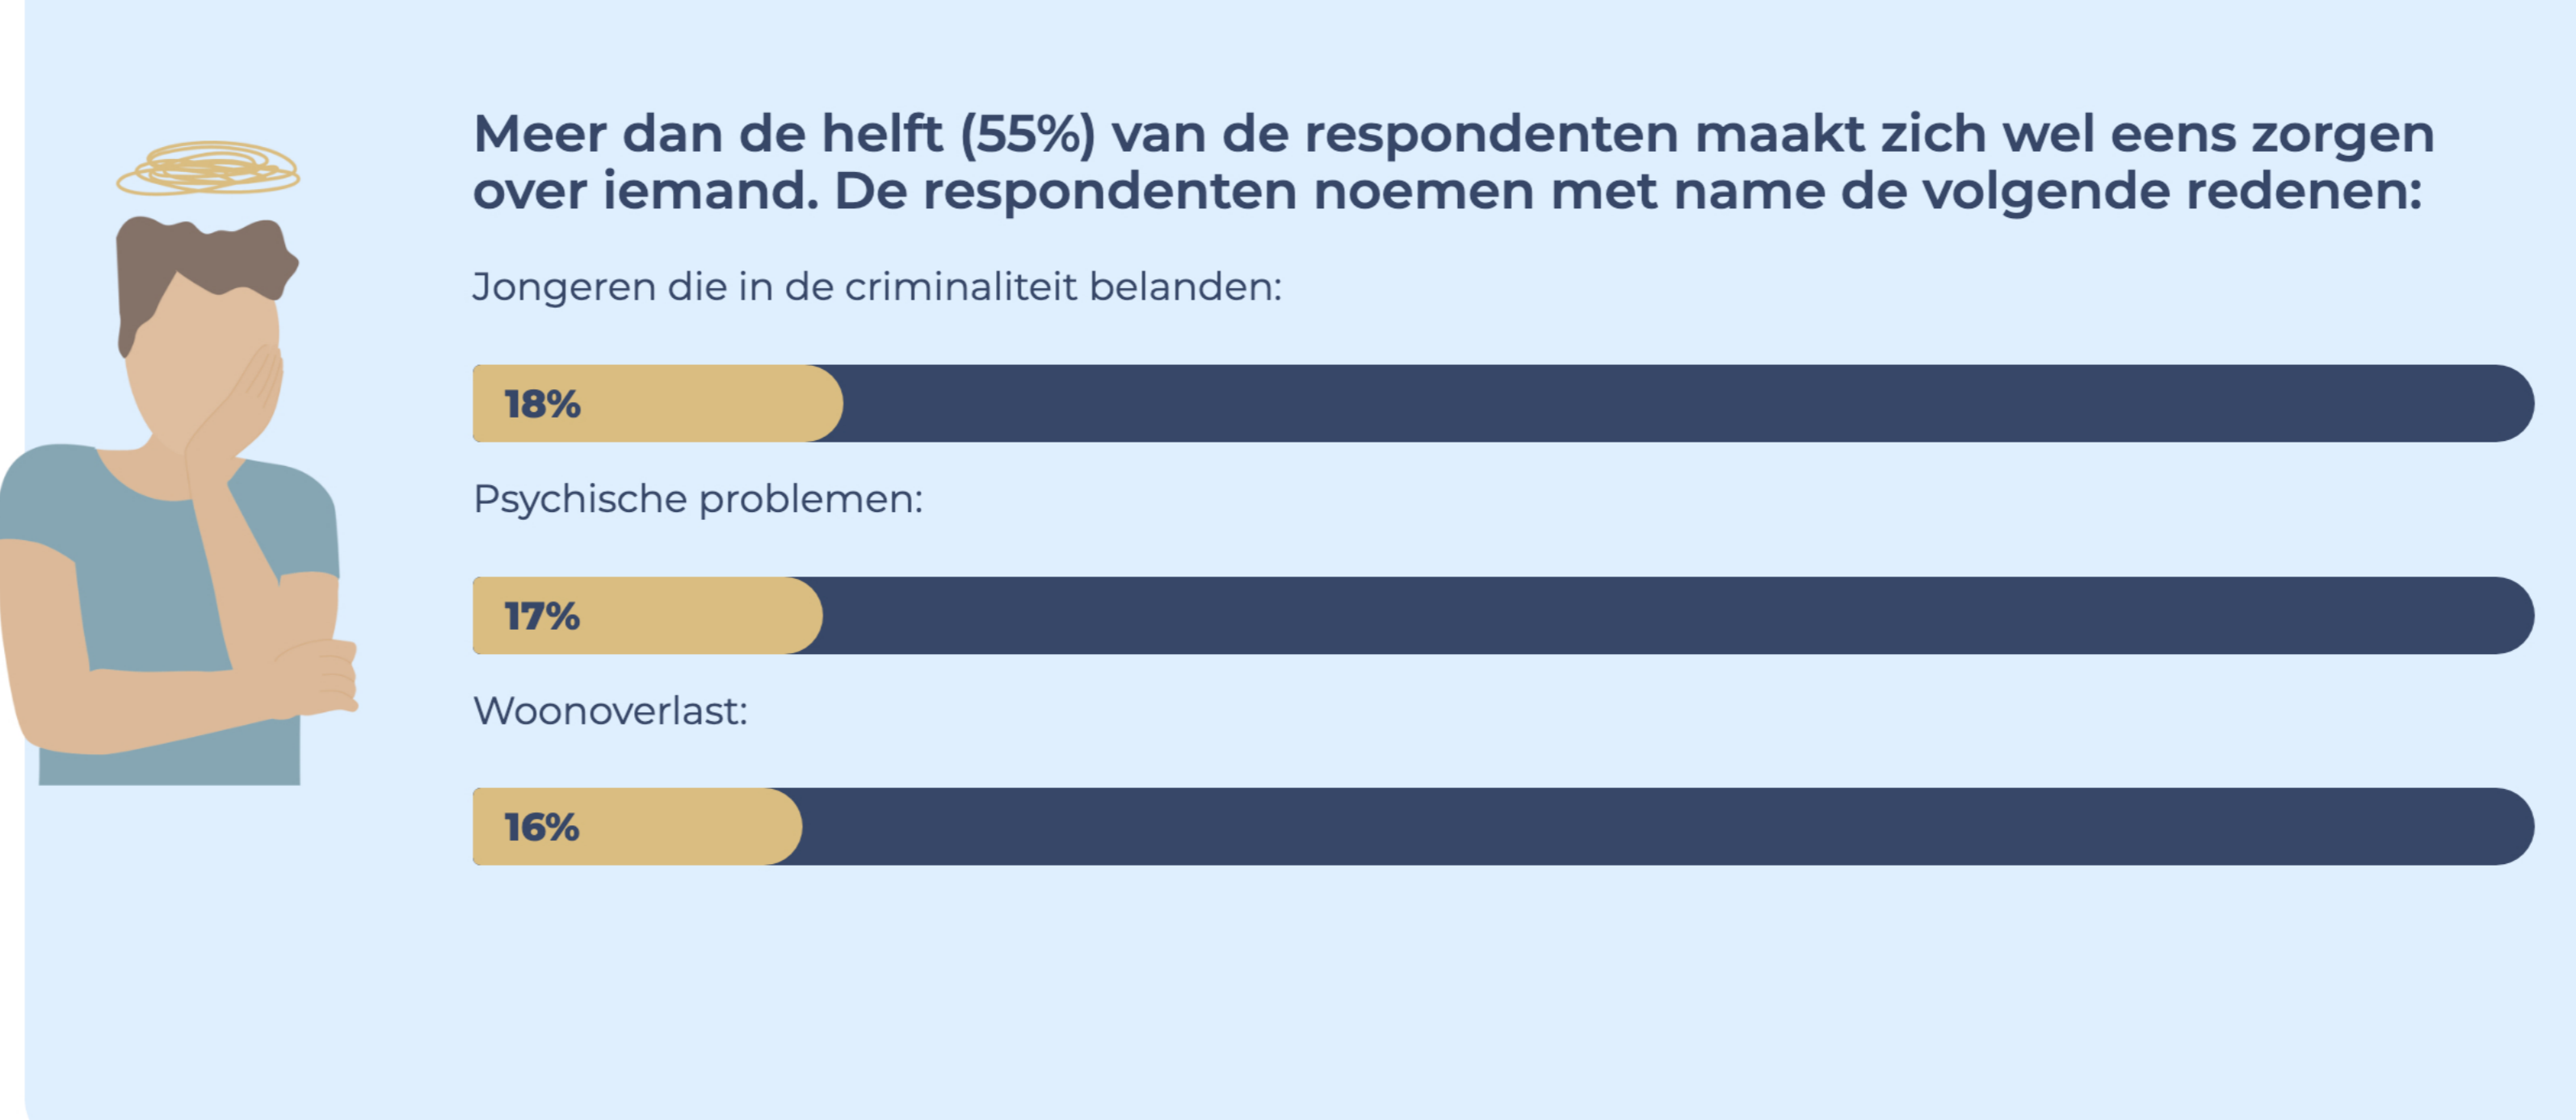 Meer dan de helft (55%) van de respondenten maakt zich wel eens zorgen
over iemand. De respondenten noemen met name de volgende redenen:
Jongeren die in de criminaliteit belanden:
18%
Psychische problemen:
17%
Woonoverlast:
16%